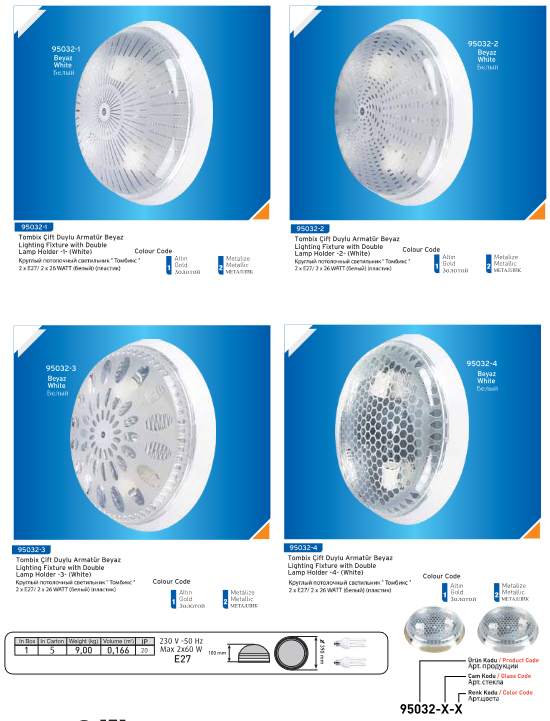 95032-1
Beyaz
White
Белый
95032-2
Beyaz
White
Белый
95032-1
Tombix Çift Duylu Armatür Beyaz
Lighting Fixture with Double
Lamp Holder -1- (White)
Круглый потолочный светильник " Томбикс "
2 x E27/ 2 x 26 WATT (белый) (пластик)
Colour Code
1
Altın
Gold
Золотой
2
Metalize
Metallic
МЕТАЛЛИК
95032-2
Tombix Çift Duylu Armatür Beyaz
Lighting Fixture with Double
Lamp Holder -2- (White)
Круглый потолочный светильник " Томбикс "
2 x E27/ 2 x 26 WATT (белый) (пластик)
Colour Code
1
Altın
Gold
Золотой
2
Metalize
Metallic
МЕТАЛЛИК
95032-3
Beyaz
White
Белый
95032-4
Beyaz
White
Белый
95032-3
Tombix Çift Duylu Armatür Beyaz
Lighting Fixture with Double
Lamp Holder -3- (White)
Круглый потолочный светильник " Томбикс "
2 x E27/ 2 x 26 WATT (белый) (пластик)
Colour Code
1
Altın
Gold
Золотой
2
Metalize
Metallic
МЕТАЛЛИК
95032-4
Tombix Çift Duylu Armatür Beyaz
Lighting Fixture with Double
Lamp Holder -4- (White)
Круглый потолочный светильник " Томбикс "
2 x E27/ 2 x 26 WATT (белый) (пластик)
Colour Code
1
Altın
Gold
Золотой
2
Metalize
Metallic
МЕТАЛЛИК
In Box In Carton Weight (kg) Volume (m³) IP
1 5 9,00 0,166 20
230 V -50 Hz
Max 2x60 W
E27
100 mm
Ø 350 mm
Ürün Kodu / Product Code
Арт. продукции
Cam Kodu / Glass Code
Арт. стекла
Renk Kodu / Color Code
Арт.цвета
95032-X-X